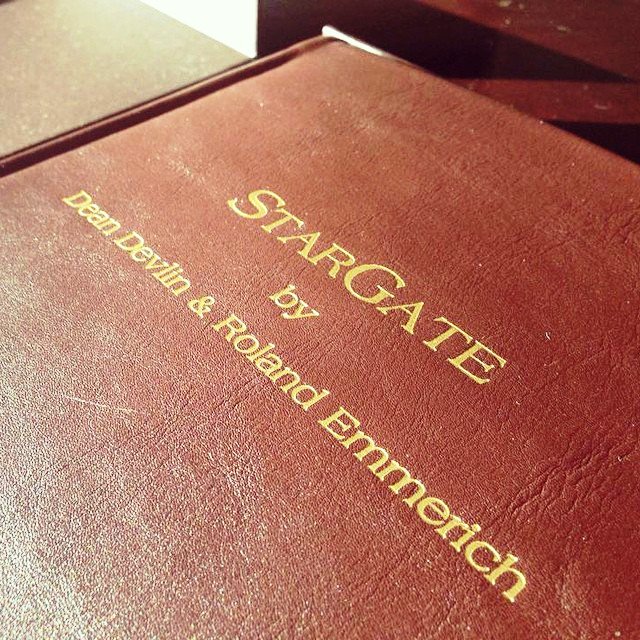 STARGATE
by
Dean Devlin & Roland Emmerich